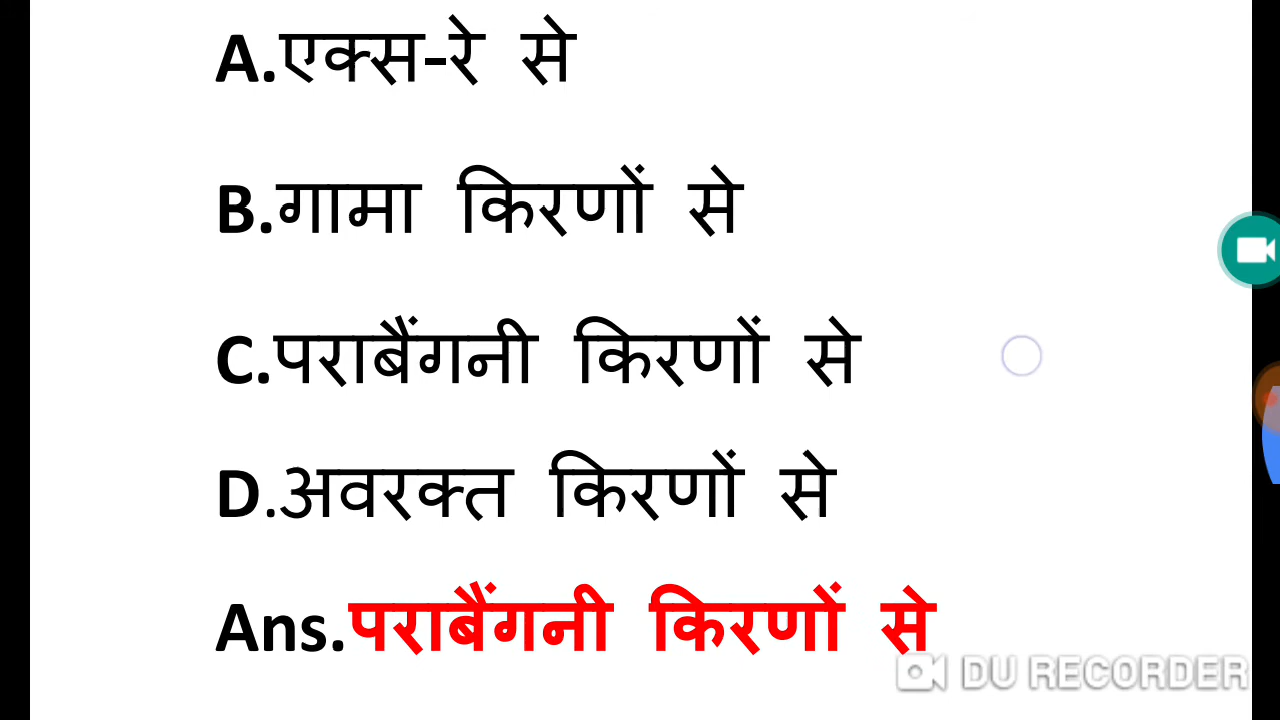 A.एक्स-रे से
B.गामा किरणों से
C.पराबैंगनी किरणों से
D.अवरक्त किरणों से
Ans.पराबैंगनी किरणों से
DU RECORDER